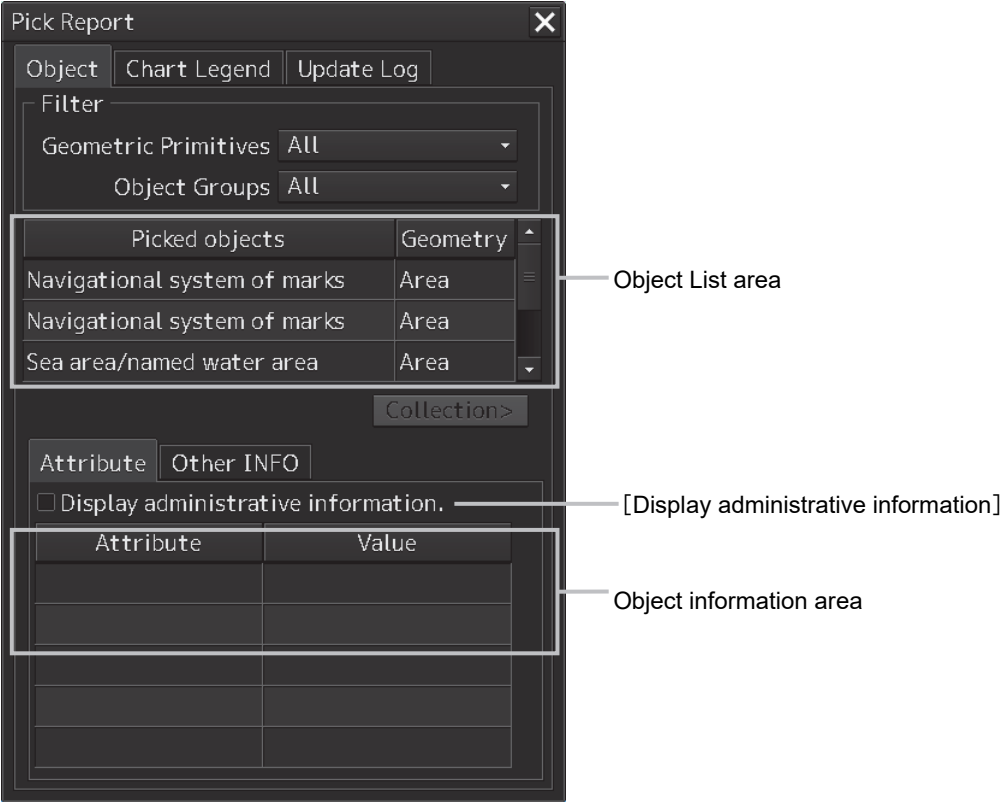 Pick Report
Object Chart Legend Update Log
Filter
Geometric Primitives All
Object Groups All
Picked objects Geometry
Navigational system of marks Area
Object List area
Navigational system of marks Area
Sea area/named water area Area
Collection>
Attribute Other INFO
Display administrative information.
[Display administrative information]
Attribute Value
Object information area